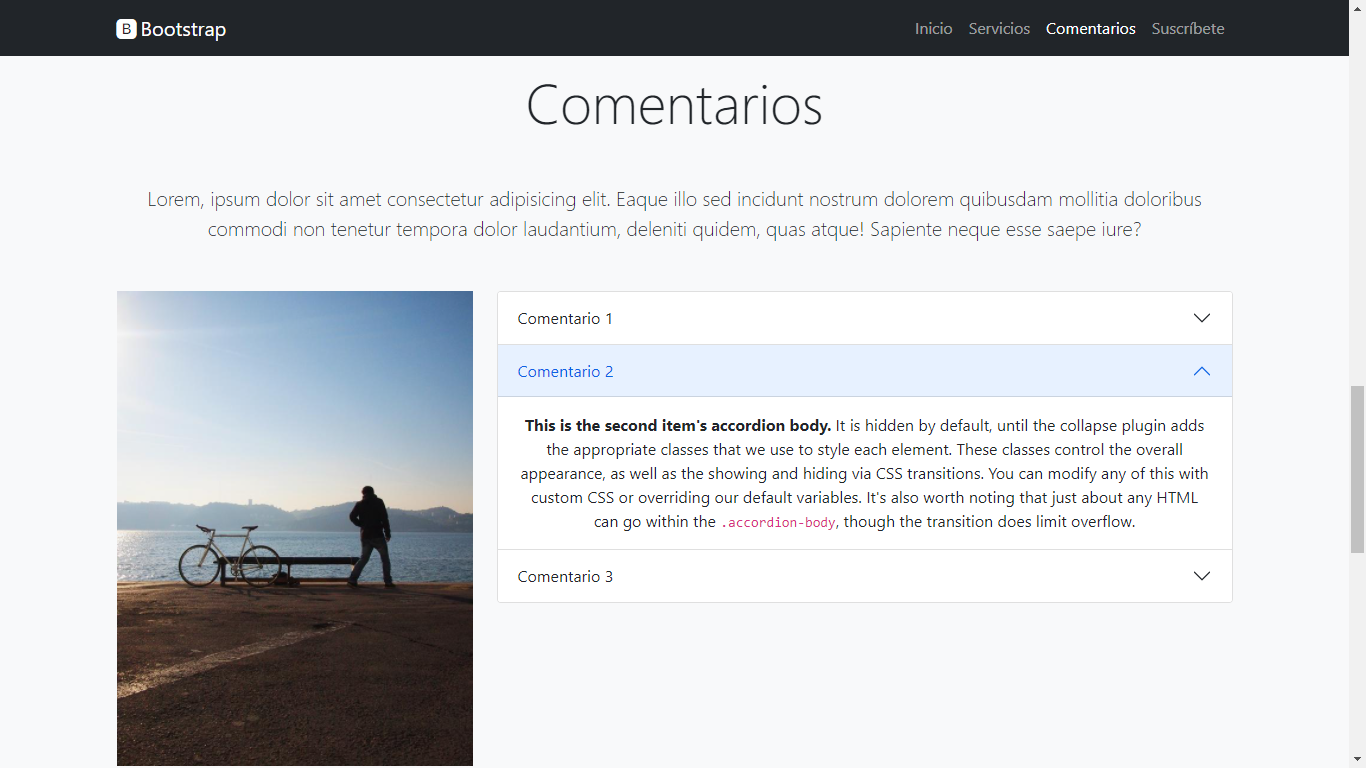 B Bootstrap
Inicio Servicios Comentarios Suscríbete
Comentarios
Lorem, ipsum dolor sit amet consectetur adipisicing elit. Eaque illo sed incidunt nostrum dolorem quibusdam mollitia doloribus
commodi non tenetur tempora dolor laudantium, deleniti quidem, quas atque! Sapiente neque esse saepe iure?
Comentario 1
Comentario 2
This is the second item's accordion body. It is hidden by default, until the collapse plugin adds
the appropriate classes that we use to style each element. These classes control the overall
appearance, as well as the showing and hiding via CSS transitions. You can modify any of this with
custom CSS or overriding our default variables. It's also worth noting that just about any HTML
can go within the .accordion-body, though the transition does limit overflow.
Comentario 3